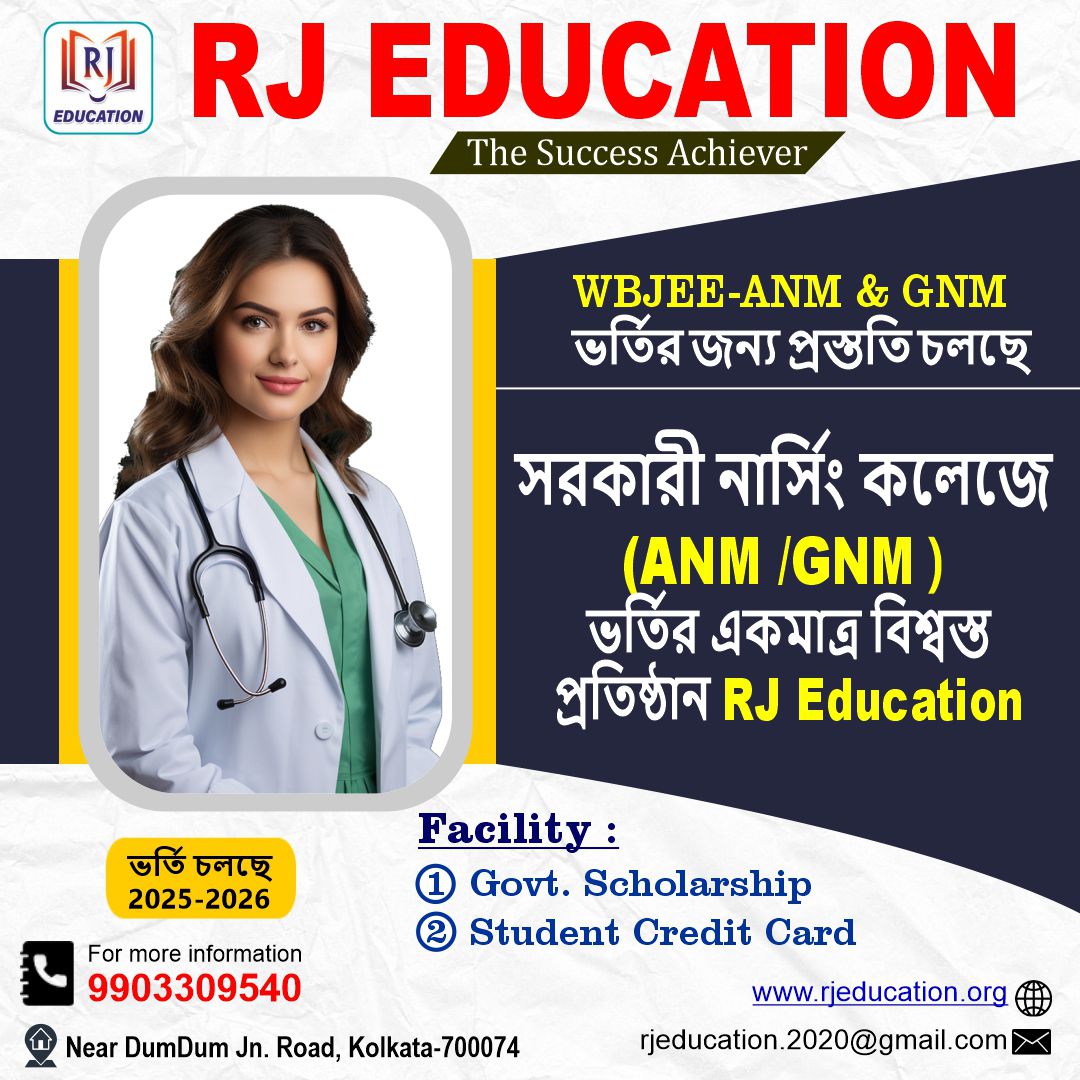 RJ
EDUCATION
RJ EDUCATION
The Success Achiever
WBJEE-ANM & GNM
ভর্তির জন্য প্রস্ততি চলছে
সরকারী নার্সিং কলেজে
(ANM /GNM )
ভর্তির একমাত্র বিশ্বস্ত
প্রতিষ্ঠান RJ Education
Facility :
① Govt. Scholarship
② Student Credit Card
ভর্তি চলছে
2025-2026
For more information
9903309540
Near DumDum Jn. Road, Kolkata-700074
www.rjeducation.org
rjeducation.2020@gmail.com